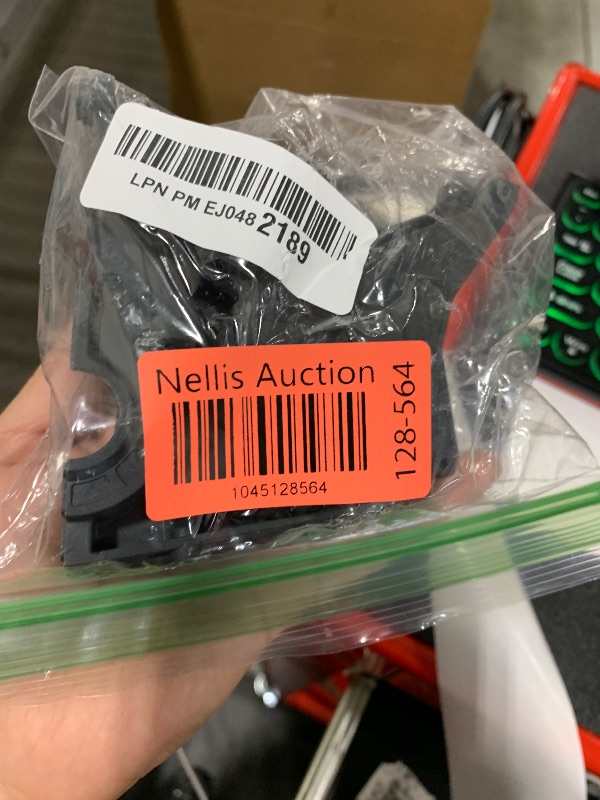 LPN PM EJ048 2189
Nellis Auction
1045128564
128-564